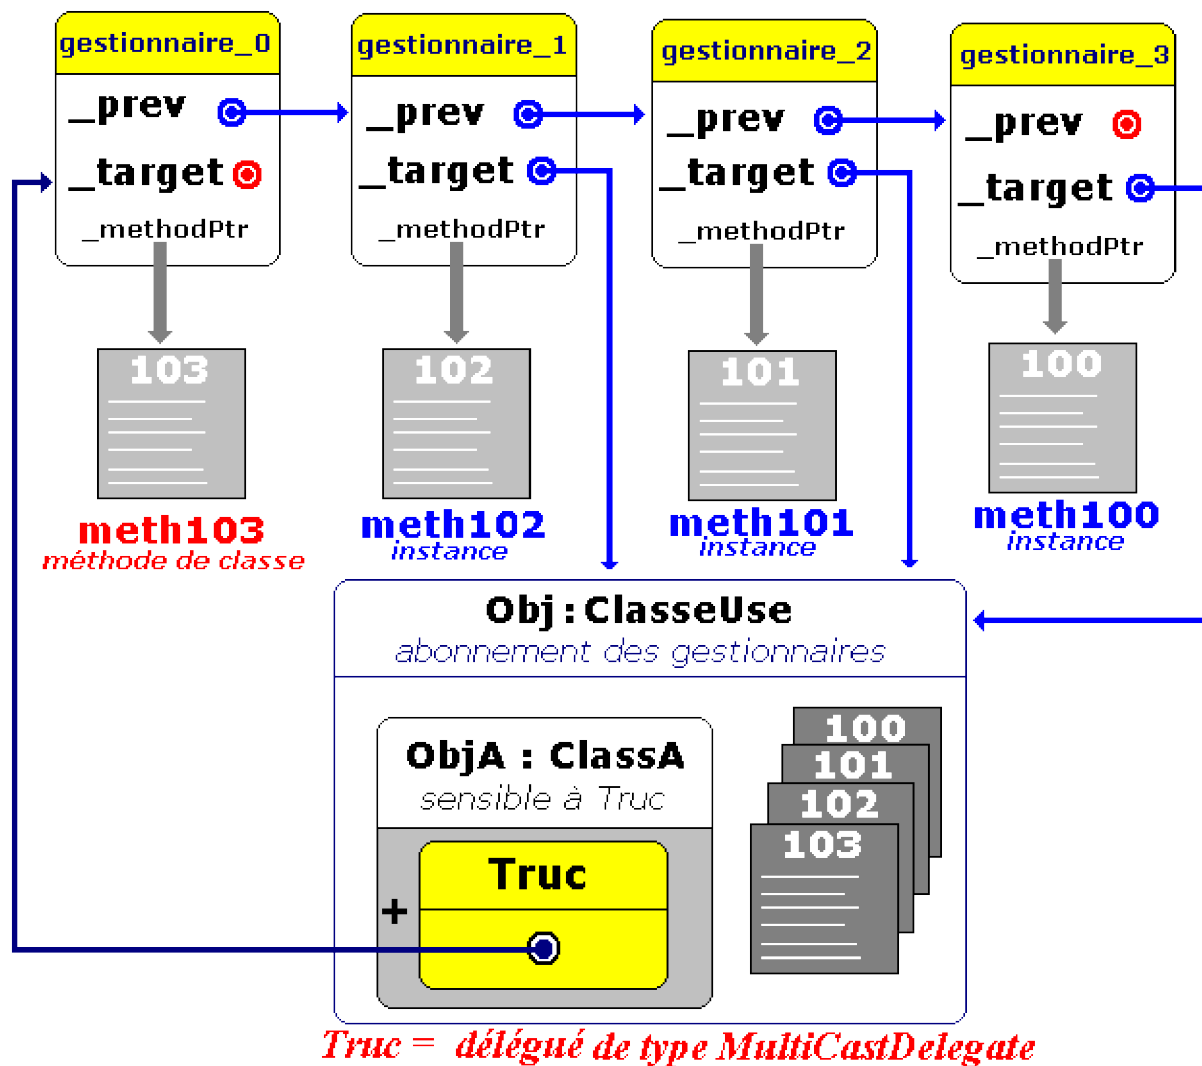 gestionnaire_0
_prev
_target
_methodPtr
103
meth103
méthode de classe
gestionnaire_1
_prev
_target
_methodPtr
102
meth102
instance
gestionnaire_2
_prev
_target
_methodPtr
101
meth101
instance
gestionnaire_3
_prev
_target
_methodPtr
100
meth100
instance
Obj:ClasseUse
abonnement des gestionnaires
ObjA : ClassA
sensible à Truc
+
Truc
100
101
102
103
Truc = délégué de type MultiCastDelegate